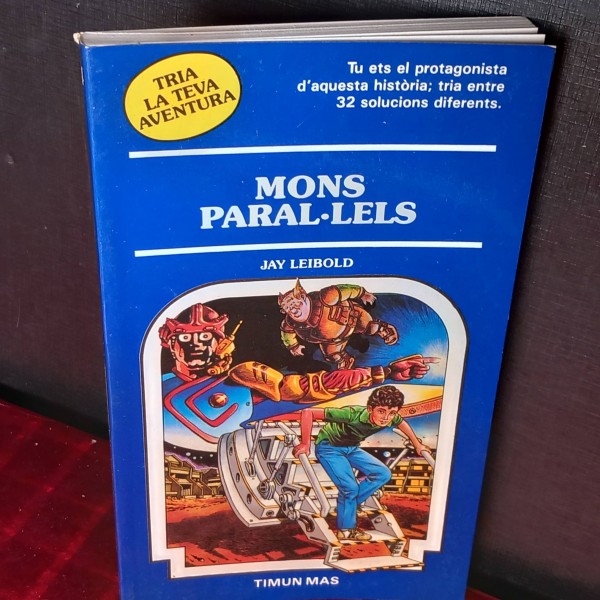 TRIA
LA TEVA
AVENTURA
Tu ets el protagonista
d'aquesta història; tria entre
32 solucions diferents.
MONS
PARAL·LELS
JAY LEIBOLD
TIMUN MAS